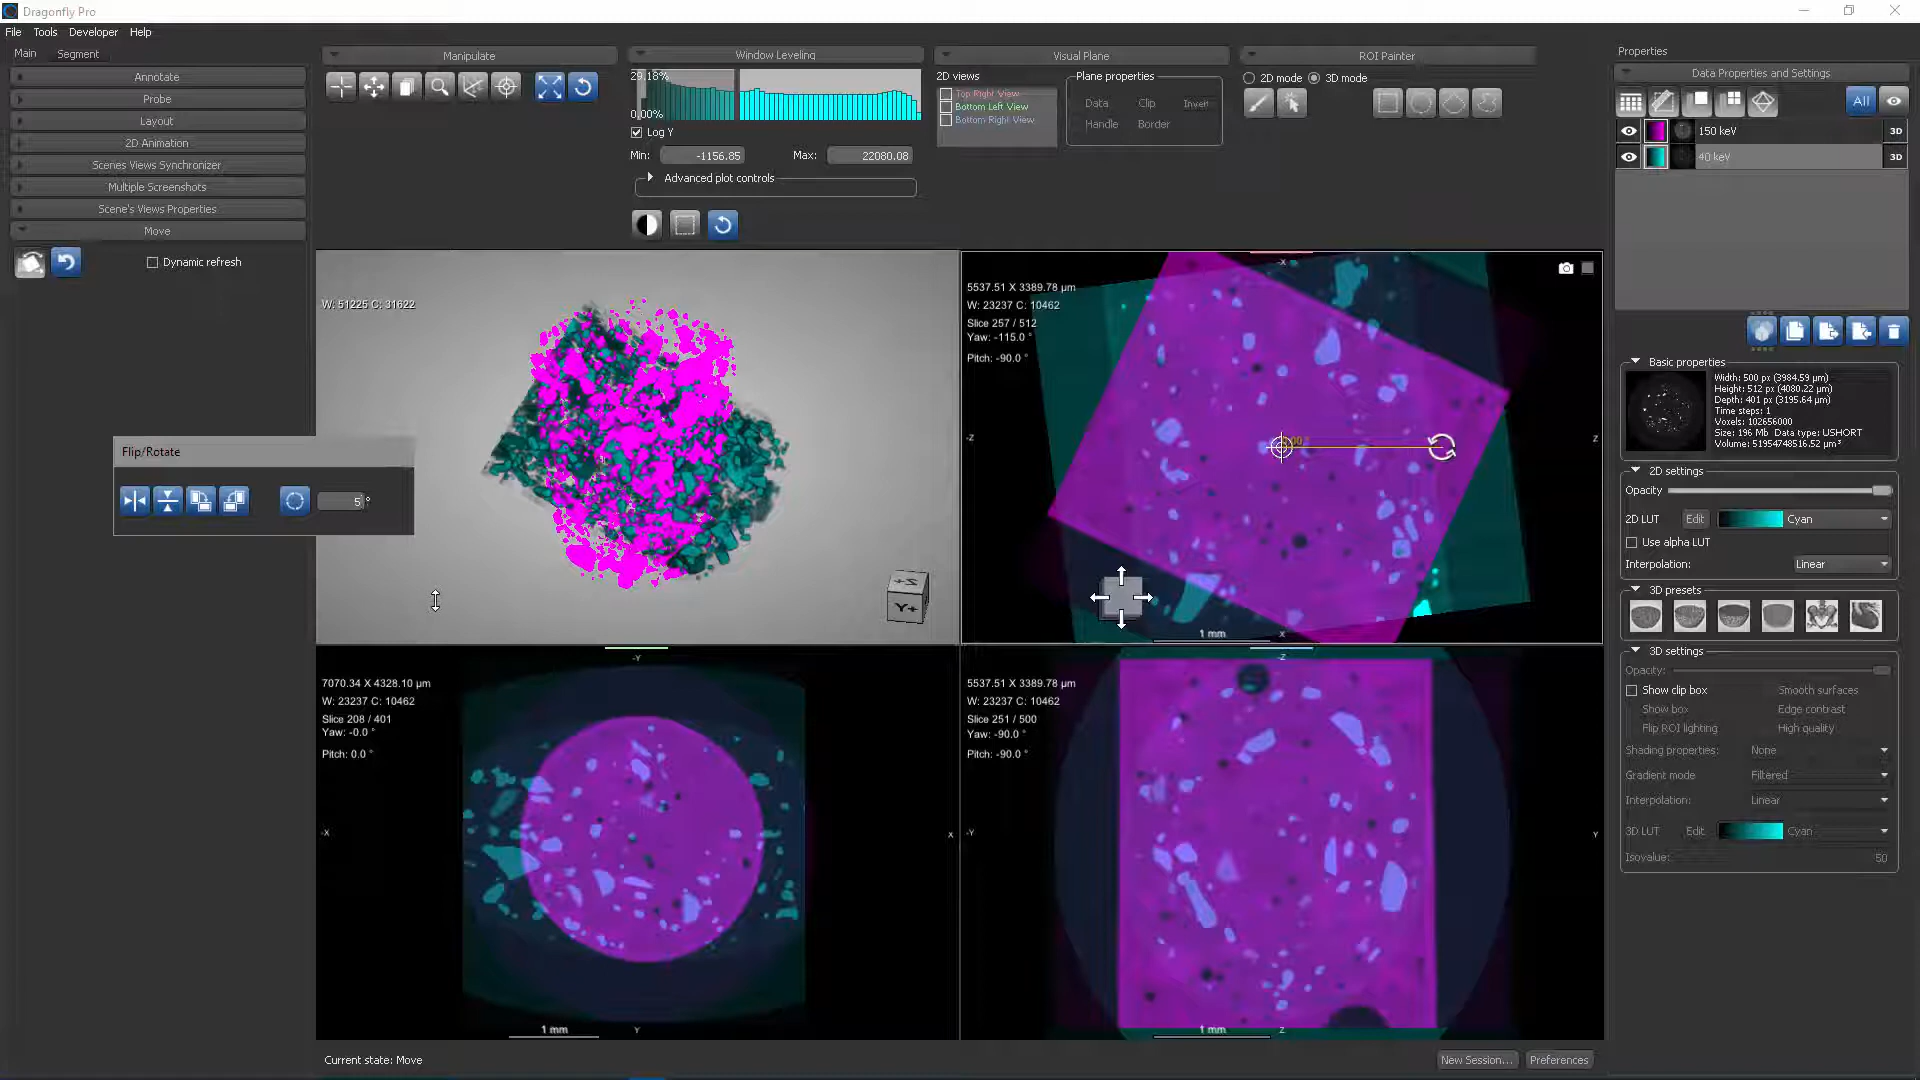 Dragonfly Pro
File Tools Developer Help
Main Segment
Annotate
Probe
Layout
2D Animation
Scenes Views Synchronizer
Multiple Screenshots
Scene's Views Properties
Move
Dynamic refresh
Flip/Rotate
5 °
Manipulate
Window Leveling
29.18%
0.00%
Log Y
Min: -1156.85 Max: 22080.08
Advanced plot controls
Visual Plane
2D views
Top Right View
Bottom Left View
Bottom Right View
Plane properties
Data Clip Invert
Handle Border
ROI Painter
2D mode 3D mode
W: 51225 C: 31622
Z+
Y+
-X
5537.51 X 3389.78 µm
W: 23237 C: 10462
Slice 257 / 512
Yaw: -115.0 °
Pitch: -90.0 °
-Z
Z
1 mm
X
-Y
7070.34 X 4328.10 µm
W: 23237 C: 10462
Slice 208 / 401
Yaw: -0.0 °
Pitch: 0.0 °
-X
X
1 mm
Y
-Z
5537.51 X 3389.78 µm
W: 23237 C: 10462
Slice 251 / 500
Yaw: -90.0 °
Pitch: -90.0 °
-Y
Y
1 mm
Z
Current state: Move
New Session... Preferences
Properties
Data Properties and Settings
All
150 keV 3D
40 keV 3D
Basic properties
Width: 500 px (3984.59 µm)
Height: 512 px (4080.22 µm)
Depth: 401 px (3195.64 µm)
Time steps: 1
Voxels: 102656000
Size: 196 Mb Data type: USHORT
Volume: 51954748516.52 µm³
2D settings
Opacity
2D LUT Edit Cyan
Use alpha LUT
Interpolation: Linear
3D presets
3D settings
Opacity:
Show clip box Smooth surfaces
Show box Edge contrast
Flip ROI lighting High quality
Shading properties: None
Gradient mode Filtered
Interpolation: Linear
3D LUT Edit Cyan
Isovalue: 50